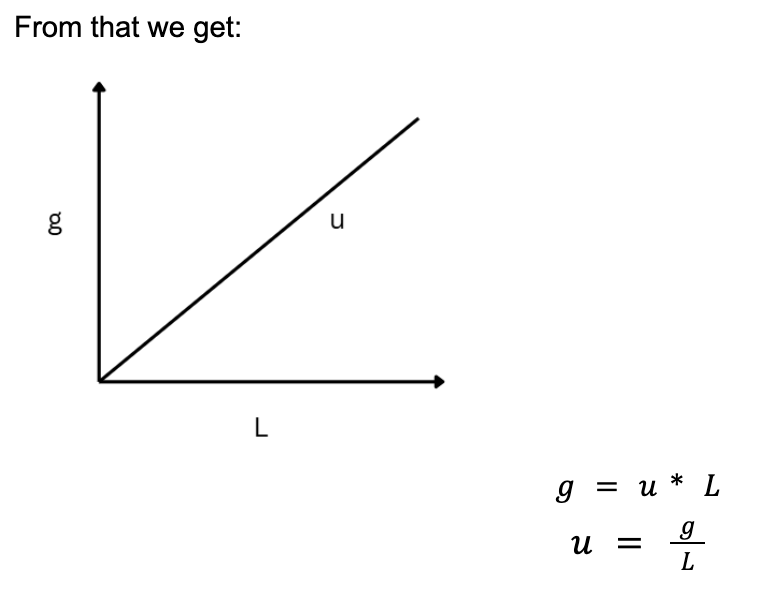 From that we get:
g
u
L
g = u * L
u = g/L